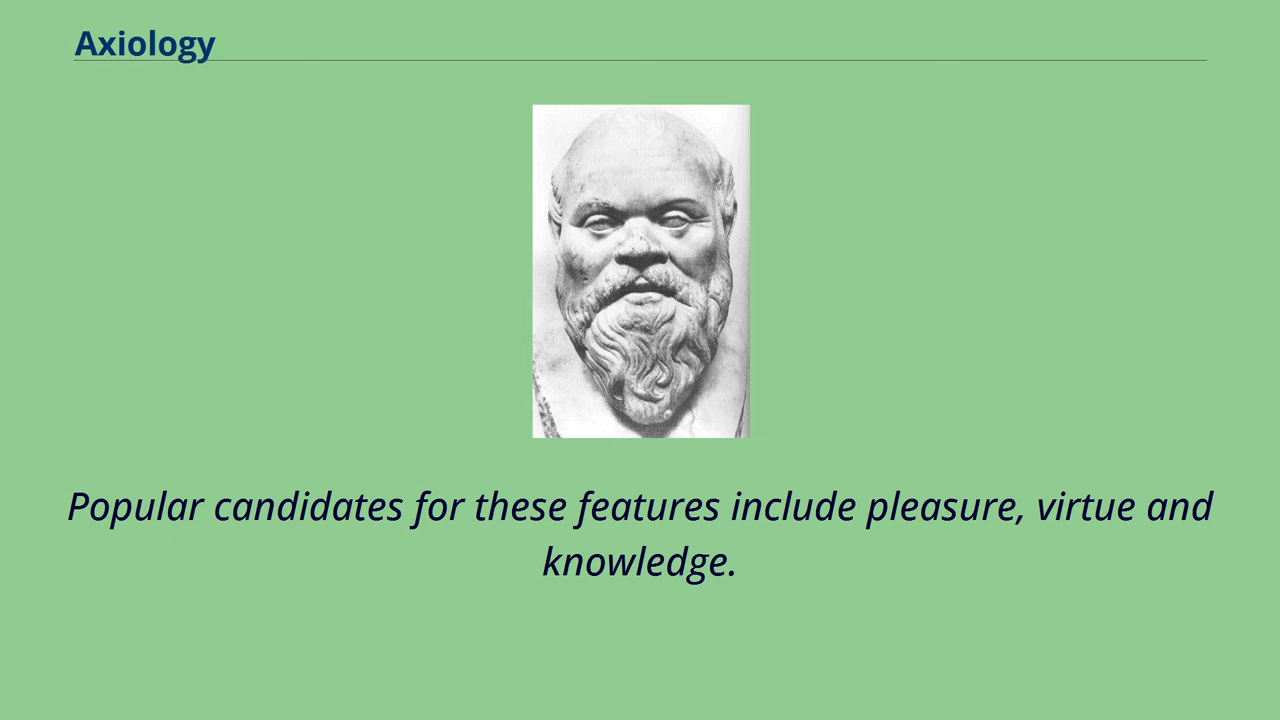 Axiology
Popular candidates for these features include pleasure, virtue and
knowledge.